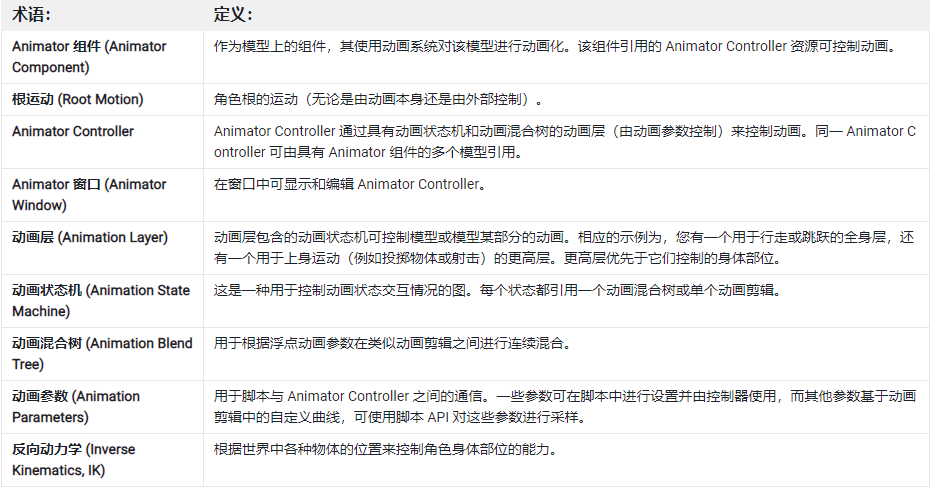 术语： 定义：
Animator 组件 (Animator
Component)
作为模型上的组件，其使用动画系统对该模型进行动画化。该组件引用的 Animator Controller 资源可控制动画。
根运动 (Root Motion)
角色根的运动（无论是由动画本身还是由外部控制）。
Animator Controller
Animator Controller 通过具有动画状态机和动画混合树的动画层（由动画参数控制）来控制动画。同一 Animator C
ontroller 可由具有 Animator 组件的多个模型引用。
Animator 窗口 (Animator
Window)
在窗口中可显示和编辑 Animator Controller。
动画层 (Animation Layer)
动画层包含的动画状态机可控制模型或模型某部分的动画。相应的示例为，您有一个用于行走或跳跃的全身层，还
有一个用于上身运动（例如投掷物体或射击）的更高层。更高层优先于它们控制的身体部位。
动画状态机 (Animation State
Machine)
这是一种用于控制动画状态交互情况的图。每个状态都引用一个动画混合树或单个动画剪辑。
动画混合树 (Animation Blend
Tree)
用于根据浮点动画参数在类似动画剪辑之间进行连续混合。
动画参数 (Animation
Parameters)
用于脚本与 Animator Controller 之间的通信。一些参数可在脚本中进行设置并由控制器使用，而其他参数基于动画
剪辑中的自定义曲线，可使用脚本 API 对这些参数进行采样。
反向动力学 (Inverse
Kinematics, IK)
根据世界中各种物体的位置来控制角色身体部位的能力。